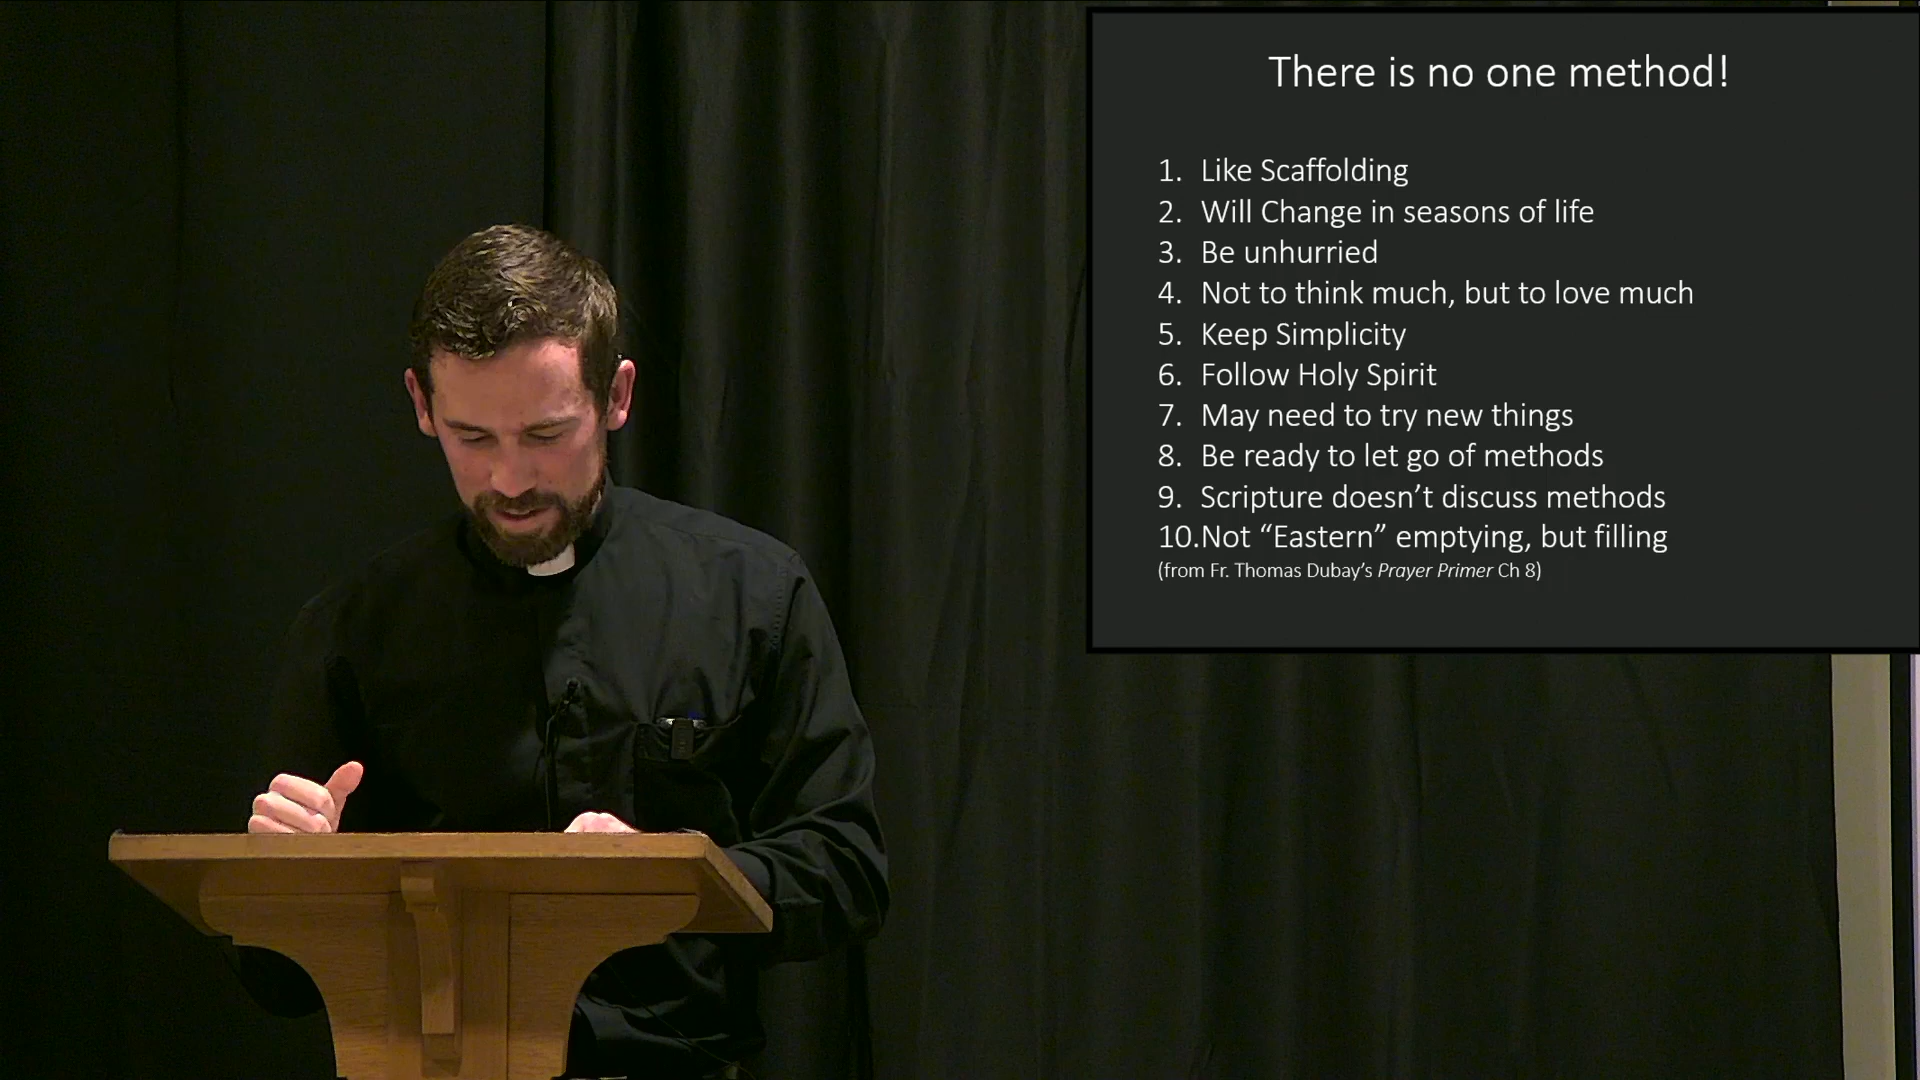 There is no one method!
1. Like Scaffolding
2. Will Change in seasons of life
3. Be unhurried
4. Not to think much, but to love much
5. Keep Simplicity
6. Follow Holy Spirit
7. May need to try new things
8. Be ready to let go of methods
9. Scripture doesn’t discuss methods
10.Not “Eastern” emptying, but filling
(from Fr. Thomas Dubay’s Prayer Primer Ch 8)